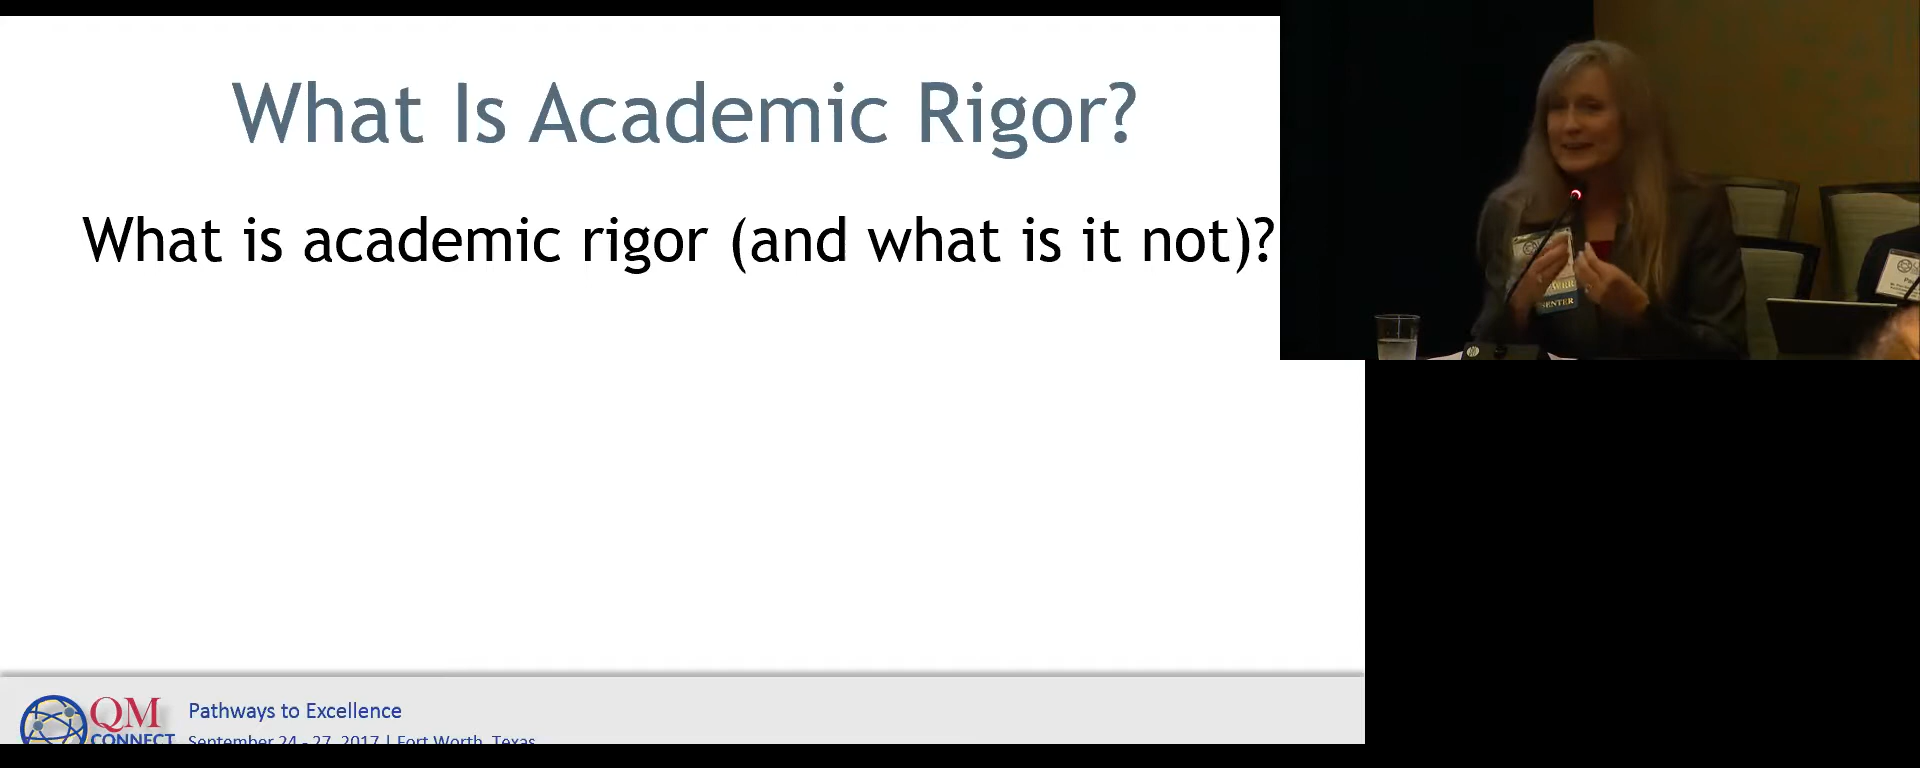 What Is Academic Rigor?
What is academic rigor (and what is it not)?
QM
CONNECT
Pathways to Excellence
September 24 - 27, 2017 | Fort Worth, Texas